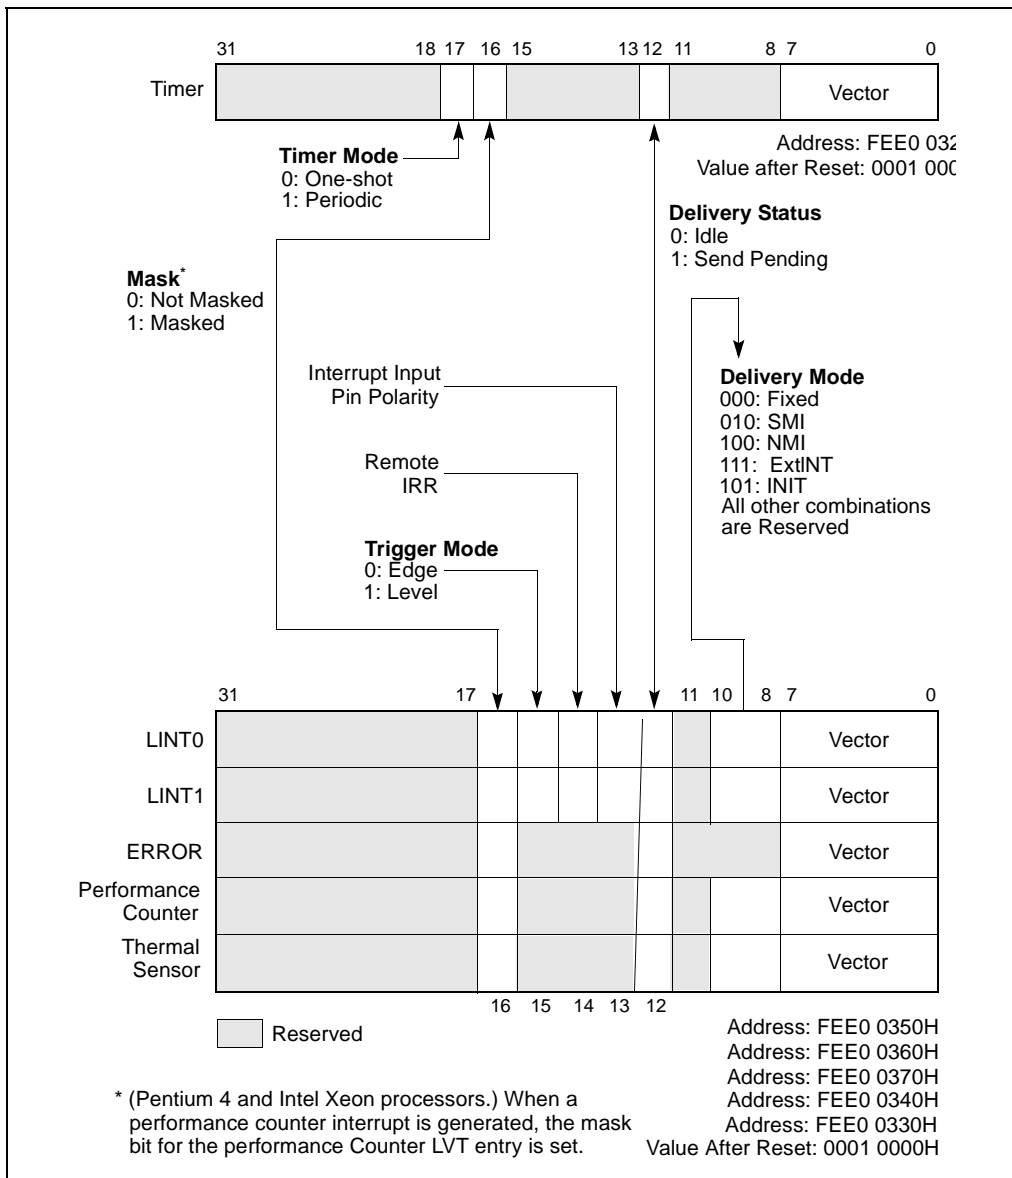 31 18 17 16 15 13 12 11 8 7 0
Timer Vector
Address: FEE0 032
Value after Reset: 0001 000
Timer Mode
0: One-shot
1: Periodic
Delivery Status
0: Idle
1: Send Pending
Mask*
0: Not Masked
1: Masked
Interrupt Input
Pin Polarity
Delivery Mode
000: Fixed
010: SMI
100: NMI
111: ExtINT
101: INIT
All other combinations
are Reserved
Remote
IRR
Trigger Mode
0: Edge
1: Level
31 17 11 10 8 7 0
LINT0 Vector
LINT1 Vector
ERROR Vector
Performance
Counter Vector
Thermal
Sensor Vector
16 15 14 13 12
Reserved
Address: FEE0 0350H
Address: FEE0 0360H
Address: FEE0 0370H
Address: FEE0 0340H
Address: FEE0 0330H
Value After Reset: 0001 0000H
* (Pentium 4 and Intel Xeon processors.) When a
performance counter interrupt is generated, the mask
bit for the performance Counter LVT entry is set.